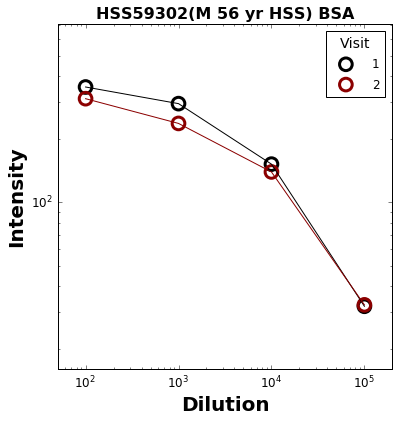 HSS59302(M 56 yr HSS) BSA
Visit
1
2
Intensity
10²
10² 10³ 10⁴ 10⁵
Dilution